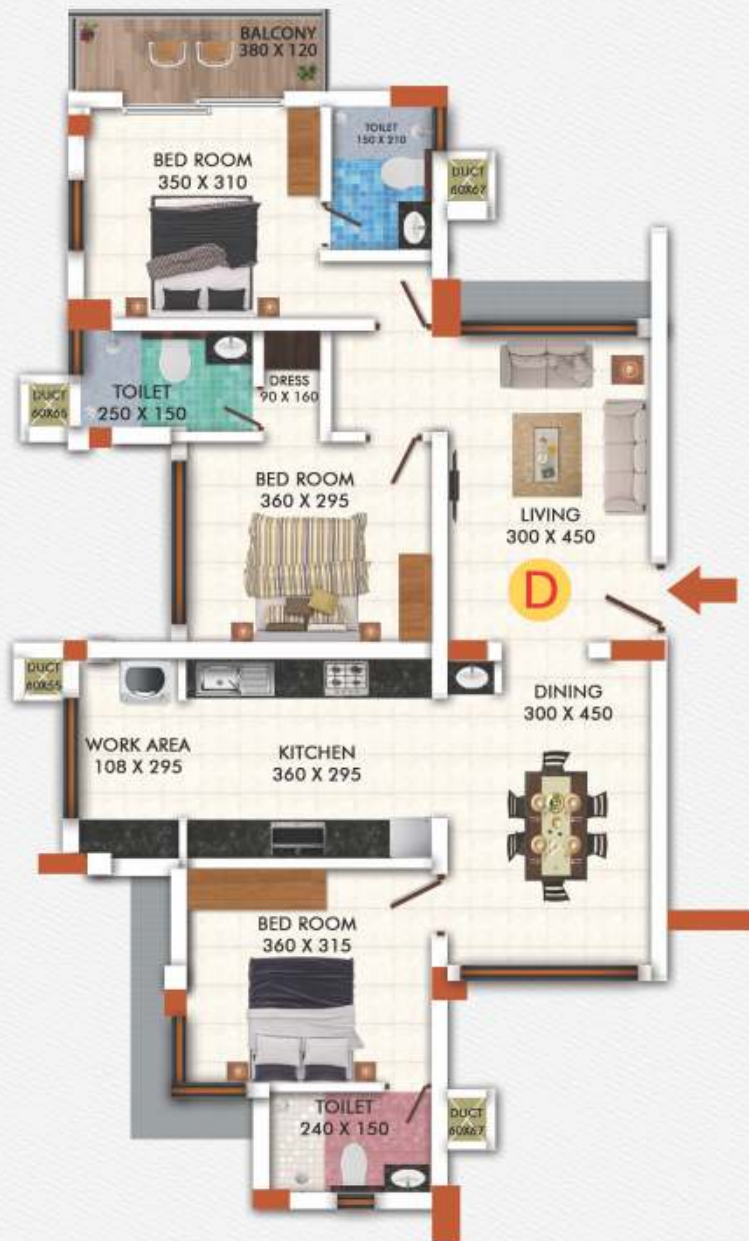 BALCONY
380 X 120
TOILET
150 X 210
BED ROOM
350 X 310
DUCT
60X67
DUCT
60X65
TOILET
250 X 150
DRESS
90 X 160
BED ROOM
360 X 295
LIVING
300 X 450
D
DUCT
60X55
DINING
300 X 450
WORK AREA
108 X 295
KITCHEN
360 X 295
BED ROOM
360 X 315
TOILET
240 X 150
DUCT
60X67